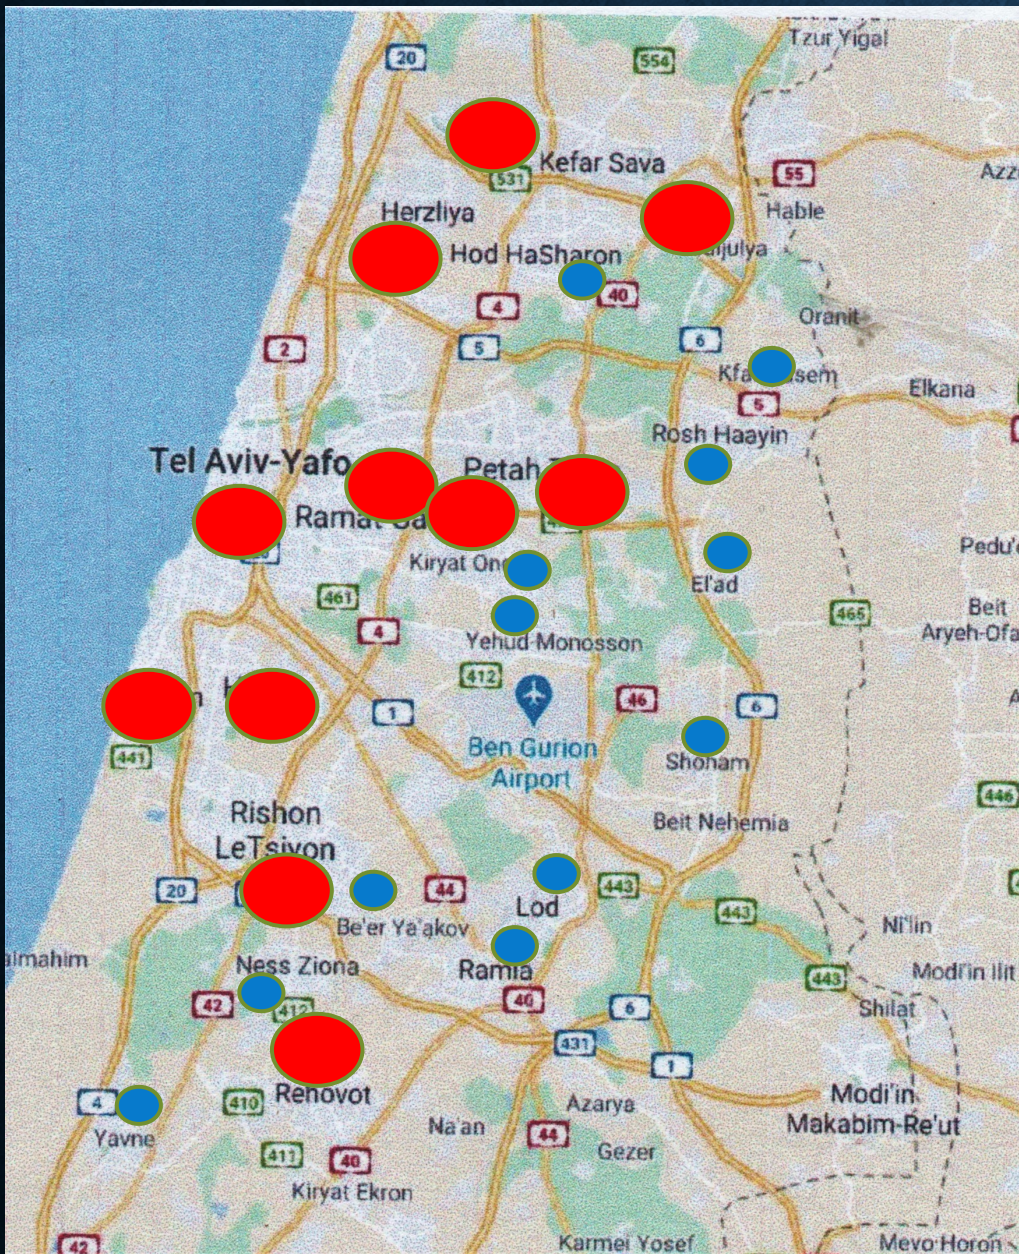 Tzur Yigal
20
554
Kefar Sava
531
55
Azz
Herzliya
Hable
Hod HaSharon
40
4
Oranit
2
5
6
Elkana
5
Rosh Haayin
Tel Aviv-Yafo
Petah
Ramat
Kiryat
Pedu'e
El'ad
461
4
465
Beit
Aryeh-Ofa
Yehud-Monosson
412
46
1
6
Ben Gurion
Airport
441
Shoham
446
Rishon
LeTsiyon
Beit Nehemia
20
44
443
443
Lod
Be'er Ya'akov
Ni'lin
almahim
Ness Ziona
Ramla
443
Modi'in Ilit
42
412
40
6
Shilat
431
1
4
410
Rehovot
Azarya
Modi'in
Makabim-Re'ut
Yavne
Na'an
44
Gezer
411
40
Kiryat Ekron
42
Karmei Yosef
Mevo Horon